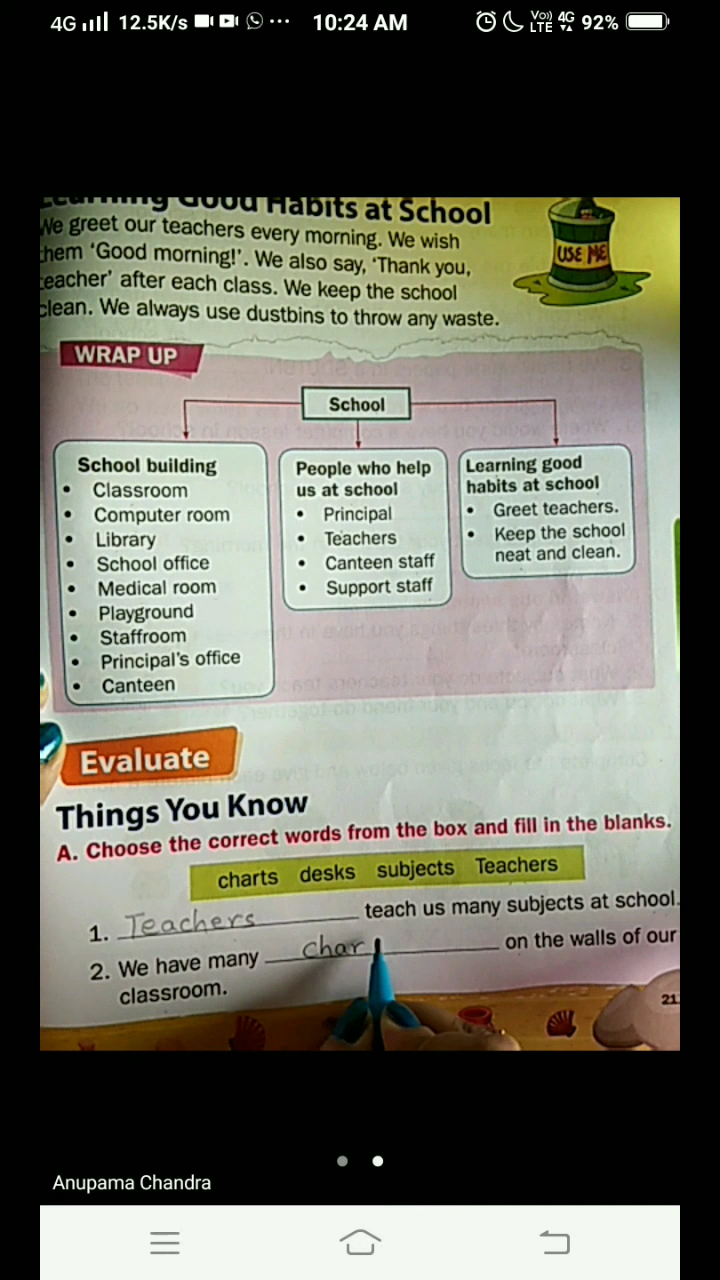 4G 12.5K/s ... 10:24 AM Vo) LTE 4G 92%
Learning Good Habits at School
We greet our teachers every morning. We wish
them 'Good morning!'. We also say, 'Thank you,
teacher' after each class. We keep the school
clean. We always use dustbins to throw any waste.
USE ME
WRAP UP
School
School building
• Classroom
• Computer room
• Library
• School office
• Medical room
• Playground
• Staffroom
• Principal's office
• Canteen
People who help
us at school
• Principal
• Teachers
• Canteen staff
• Support staff
Learning good
habits at school
• Greet teachers.
• Keep the school
neat and clean.
Evaluate
Things You Know
A. Choose the correct words from the box and fill in the blanks.
charts desks subjects Teachers
1. Teachers teach us many subjects at school.
2. We have many char on the walls of our
classroom.
21
Anupama Chandra